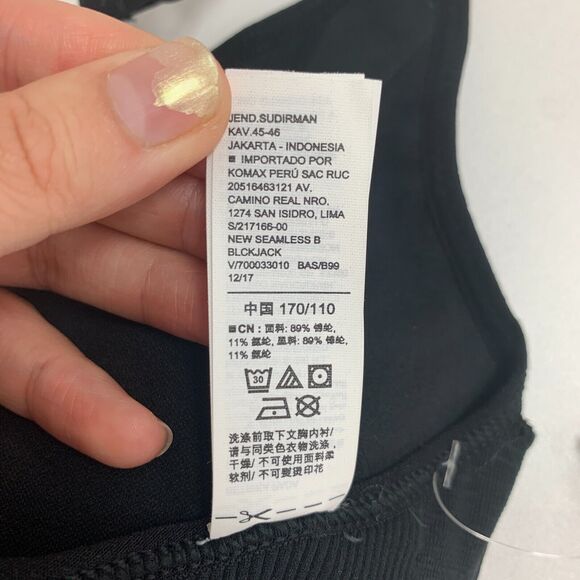 JEND.SUDIRMAN
KAV.45-46
JAKARTA - INDONESIA
■ IMPORTADO POR
KOMAX PERÚ SAC RUC
20516463121 AV.
CAMINO REAL NRO.
1274 SAN ISIDRO, LIMA
S/217166-00
NEW SEAMLESS B
BLCKJACK
V/700033010 BAS/B99
12/17
中国 170/110
■CN : 面料: 89% 锦纶,
11% 氨纶, 里料: 89% 锦纶,
11% 氨纶
30
洗涤前取下文胸内衬/
请与同类色衣物洗涤,
干燥/ 不可使用面料柔
软剂/ 不可熨烫印花